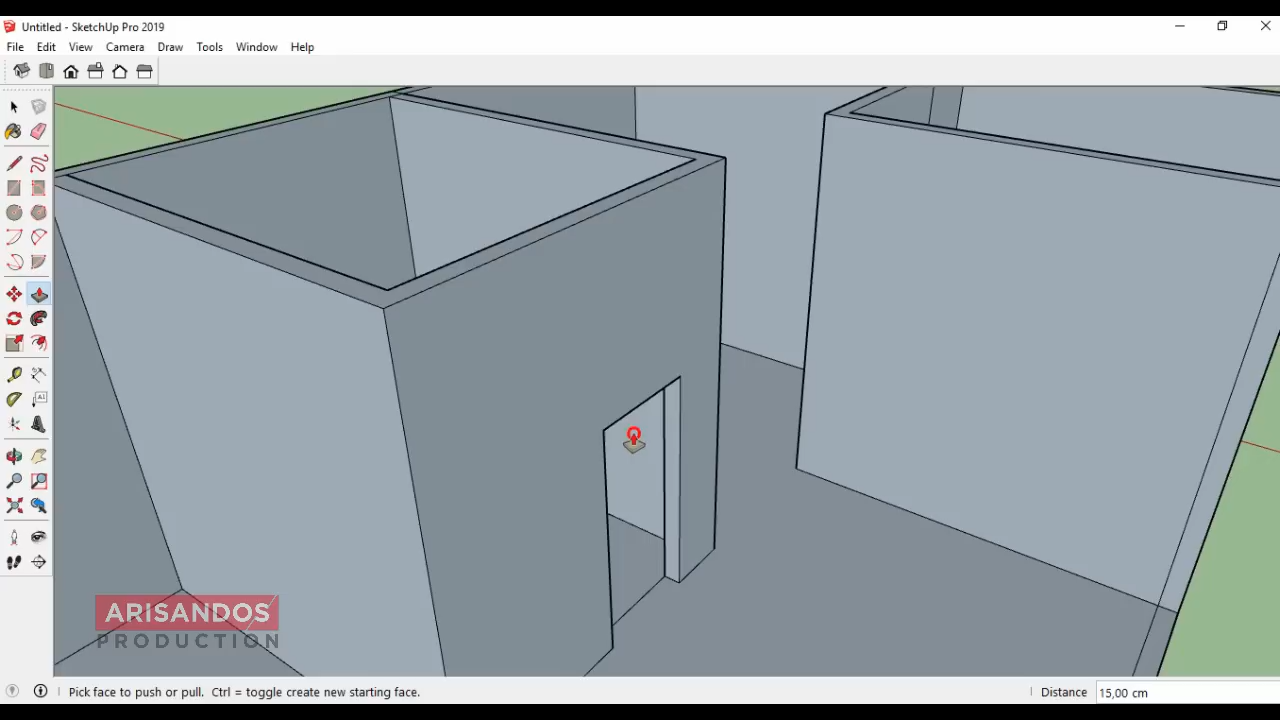 Untitled - SketchUp Pro 2019
File Edit View Camera Draw Tools Window Help
A1
ARISANDOS
PRODUCTION
Pick face to push or pull. Ctrl = toggle create new starting face.
Distance 15,00 cm